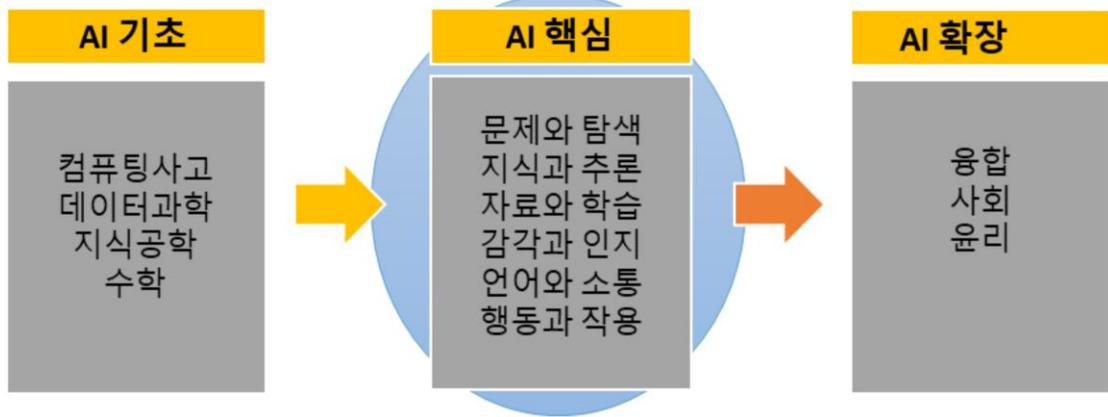 AI 기초
컴퓨팅사고
데이터과학
지식공학
수학
AI 핵심
문제와 탐색
지식과 추론
자료와 학습
감각과 인지
언어와 소통
행동과 작용
AI 확장
융합
사회
윤리